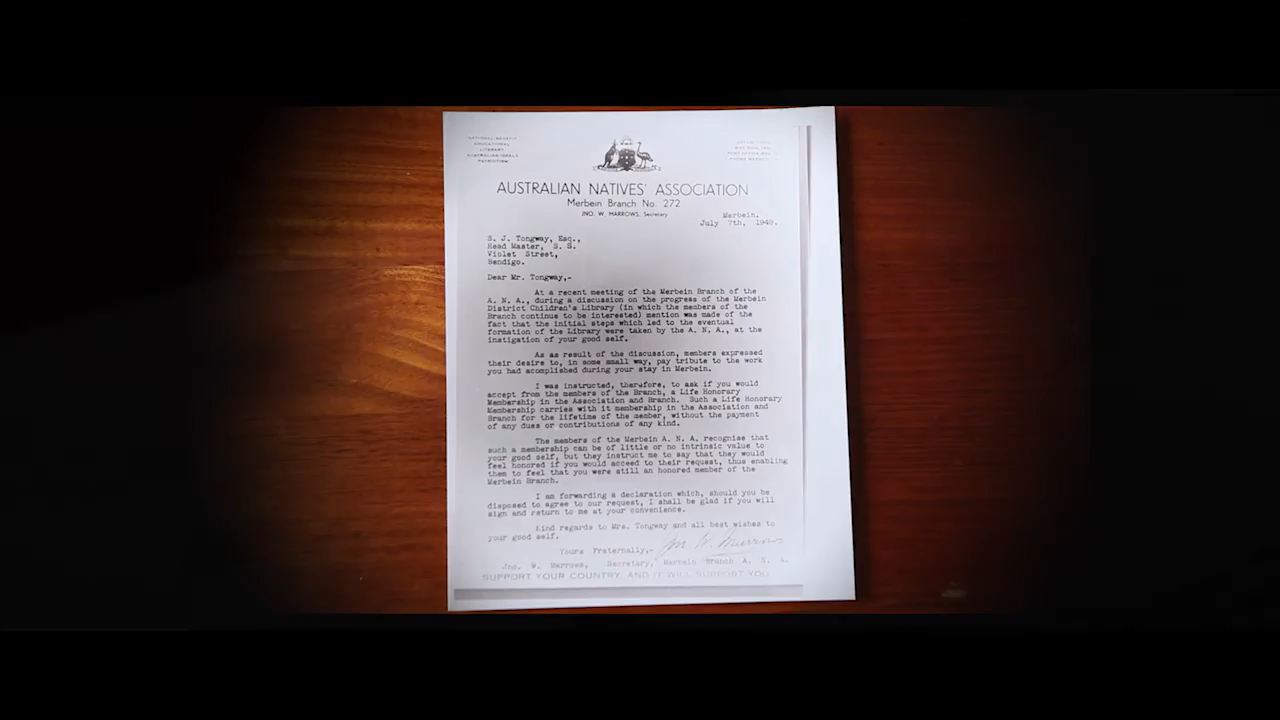 NATIONAL BENEFIT
EDUCATIONAL
LITERARY
AUSTRALIAN IDEALS
PATRIOTISM
AUSTRALIAN NATIVES' ASSOCIATION
Merbein Branch No. 272
JNO. W. MARROWS, Secretary
Merbein.
July 7th, 1949.
S. J. Tongway, Esq.,
Head Master, S. S.
Violet Street,
Bendigo.
Dear Mr. Tongway,-
At a recent meeting of the Merbein Branch of the
A. N. A., during a discussion on the progress of the Merbein
District Children's Library (in which the members of the
Branch continue to be interested) mention was made of the
fact that the initial steps which led to the eventual
formation of the Library were taken by the A. N. A., at the
instigation of your good self.
As as result of the discussion, members expressed
their desire to, in some small way, pay tribute to the work
you had acomplished during your stay in Merbein.
I was instructed, therefore, to ask if you would
accept from the members of the Branch, a Life Honorary
Membership in the Association and Branch. Such a Life Honorary
Membership carries with it membership in the Association and
Branch for the lifetime of the member, without the payment
of any dues or contributions of any kind.
The members of the Merbein A. N. A. recognise that
such a membership can be of little or no intrinsic value to
your good self, but they instruct me to say that they would
feel honored if you would acceed to their request, thus enabling
them to feel that you were still an honored member of the
Merbein Branch.
I am forwarding a declaration which, should you be
disposed to agree to our request, I shall be glad if you will
sign and return to me at your convenience.
Kind regards to Mrs. Tongway and all best wishes to
your good self.
Yours Fraternally,- Jno W. Marrows
Jno. W. Marrows, Secretary, Merbein Branch A. N. A.
SUPPORT YOUR COUNTRY AND IT WILL SUPPORT YOU